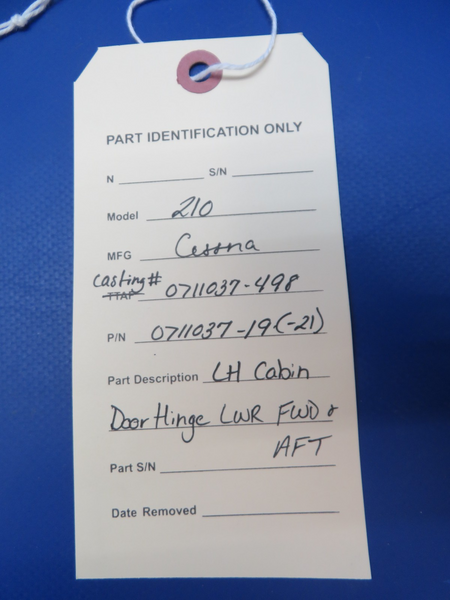 PART IDENTIFICATION ONLY
N S/N
Model 210
MFG Cessna
Casting# TTAF 0711037-498
P/N 0711037-19(-21)
Part Description LH Cabin
Door Hinge LWR FWD &
AFT
Part S/N
Date Removed